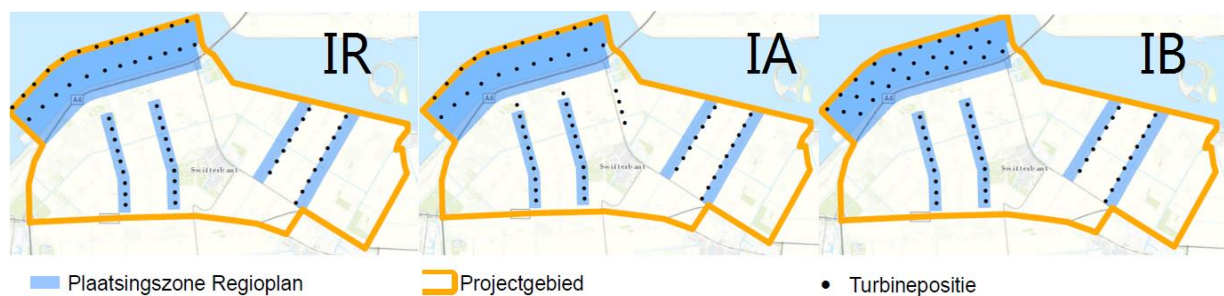 IR
IA
IB
A6
A6
A6
Swifterbant
Swifterbant
Swifterbant
Plaatsingszone Regioplan
Projectgebied
Turbinepositie